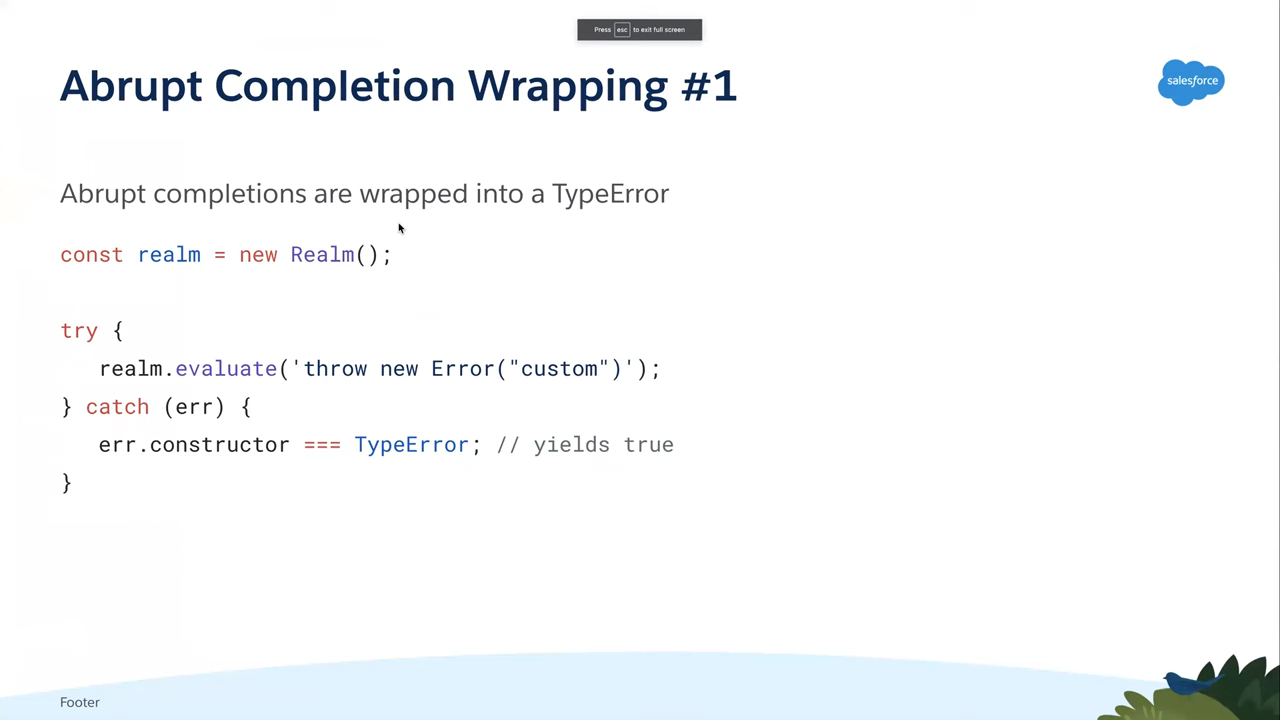 Press esc to exit full screen
Abrupt Completion Wrapping #1
salesforce
Abrupt completions are wrapped into a TypeError
const realm = new Realm();
try {
   realm.evaluate('throw new Error("custom")');
} catch (err) {
   err.constructor === TypeError; // yields true
}
Footer